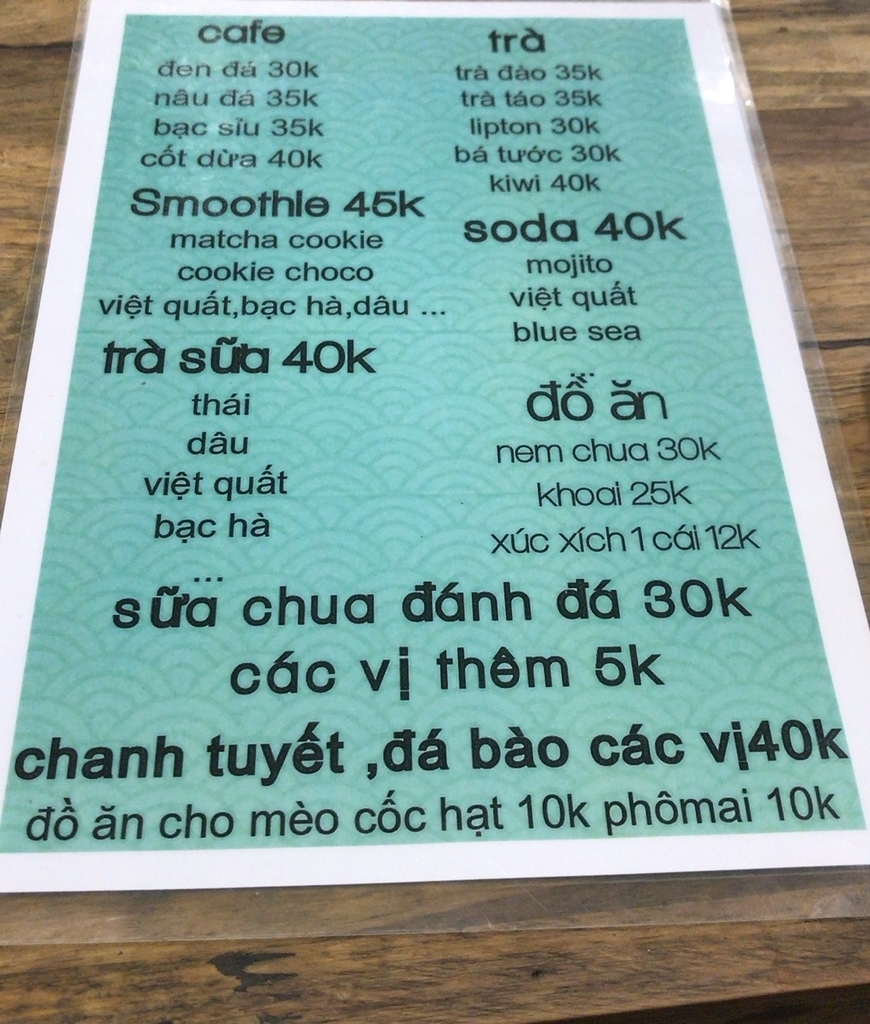 cafe
đen đá 30k
nâu đá 35k
bạc sỉu 35k
cốt dừa 40k
Smoothie 45k
matcha cookie
cookie choco
việt quất,bạc hà,dâu ...
trà sữa 40k
thái
dâu
việt quất
bạc hà
...
trà
trà đào 35k
trà táo 35k
lipton 30k
bá tước 30k
kiwi 40k
soda 40k
mojito
việt quất
blue sea
...
đồ ăn
nem chua 30k
khoai 25k
xúc xích 1 cái 12k
sữa chua đánh đá 30k
các vị thêm 5k
chanh tuyết ,đá bào các vị40k
đồ ăn cho mèo cốc hạt 10k phômai 10k